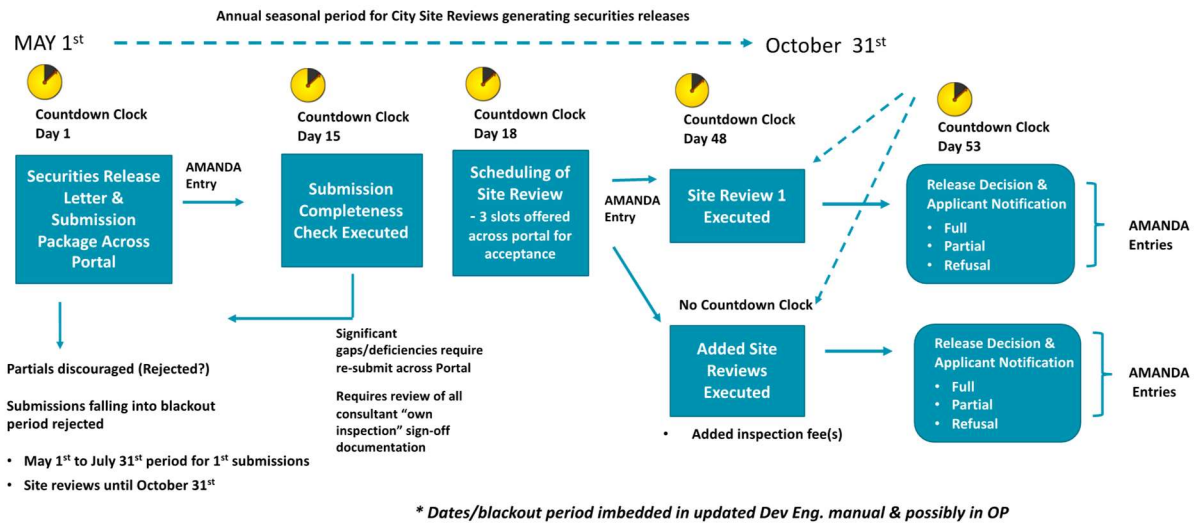 Annual seasonal period for City Site Reviews generating securities releases
MAY 1st
October 31st
Countdown Clock
Day 1
Countdown Clock
Day 15
Countdown Clock
Day 18
Countdown Clock
Day 48
Countdown Clock
Day 53
Securities Release
Letter &
Submission
Package Across
Portal
AMANDA
Entry
Submission
Completeness
Check Executed
Scheduling of
Site Review
- 3 slots offered
across portal for
acceptance
AMANDA
Entry
Site Review 1
Executed
Release Decision &
Applicant Notification
• Full
• Partial
• Refusal
AMANDA
Entries
No Countdown Clock
Added Site
Reviews
Executed
• Added inspection fee(s)
Release Decision &
Applicant Notification
• Full
• Partial
• Refusal
AMANDA
Entries
Partials discouraged (Rejected?)
Submissions falling into blackout
period rejected
• May 1st to July 31st period for 1st submissions
• Site reviews until October 31st
Significant
gaps/deficiencies require
re-submit across Portal
Requires review of all
consultant “own
inspection” sign-off
documentation
* Dates/blackout period imbedded in updated Dev Eng. manual & possibly in OP